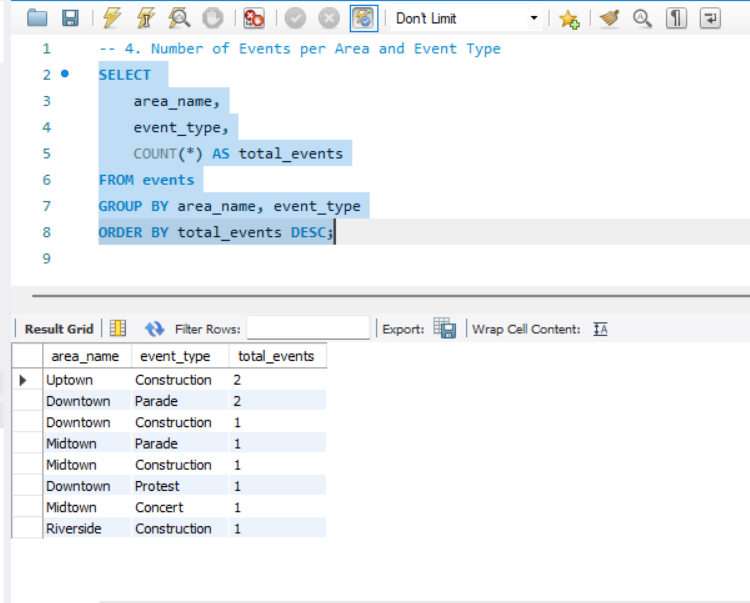 Don't Limit
1 -- 4. Number of Events per Area and Event Type
2 SELECT
3 area_name,
4 event_type,
5 COUNT(*) AS total_events
6 FROM events
7 GROUP BY area_name, event_type
8 ORDER BY total_events DESC;
9
Result Grid Filter Rows: Export: Wrap Cell Content: IA
area_name event_type total_events
Uptown Construction 2
Downtown Parade 2
Downtown Construction 1
Midtown Parade 1
Midtown Construction 1
Downtown Protest 1
Midtown Concert 1
Riverside Construction 1